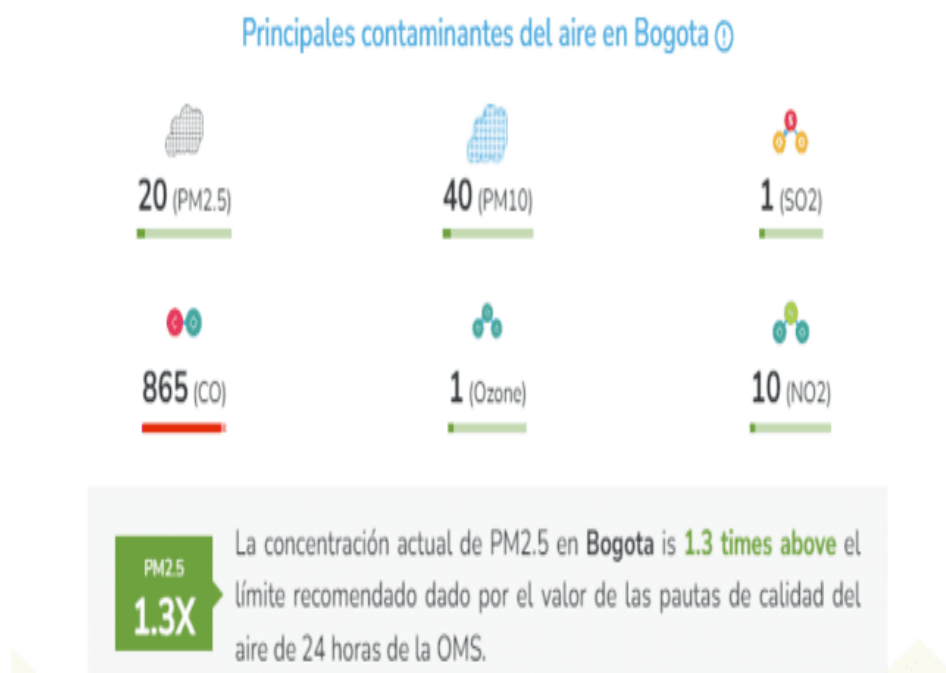 Principales contaminantes del aire en Bogota
20 (PM2.5)
40 (PM10)
1 (SO2)
865 (CO)
1 (Ozone)
10 (NO2)
PM2.5
1.3X
La concentración actual de PM2.5 en Bogota is 1.3 times above el
límite recomendado dado por el valor de las pautas de calidad del
aire de 24 horas de la OMS.